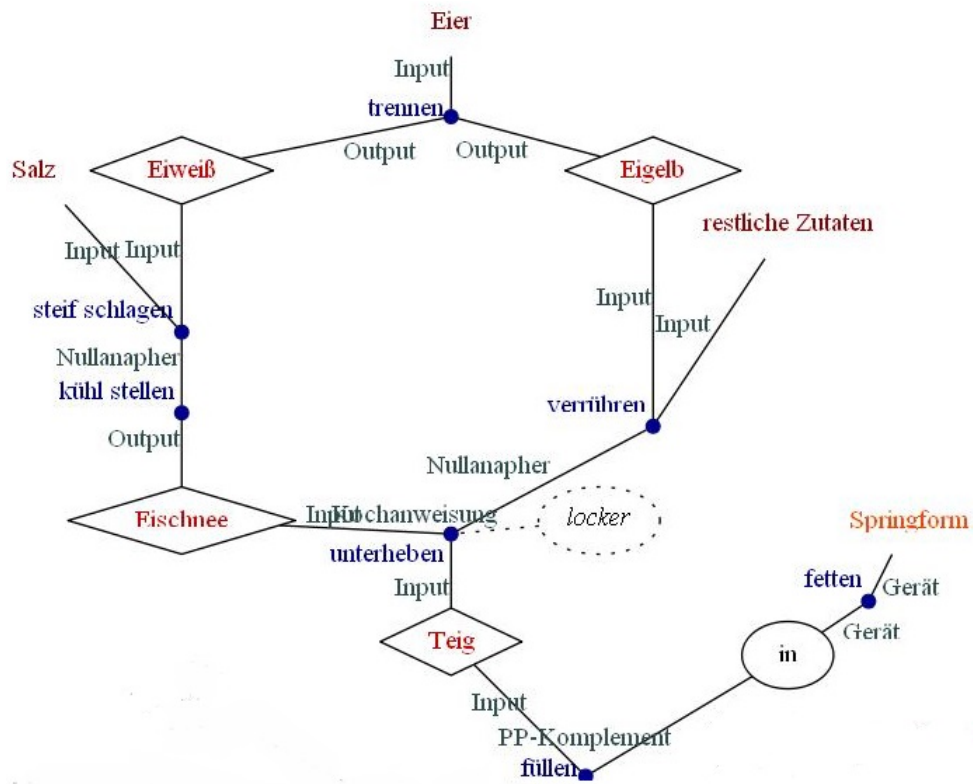 Eier
Input
trennen
Output Output
Salz
Eiweiß
Eigelb
restliche Zutaten
Input Input
Input
Input
steif schlagen
Nullanapher
kühl stellen
verrühren
Output
Nullanapher
Eischnee
Input
Kochanweisung
locker
Springform
unterheben
fetten
Gerät
Input
Gerät
Teig
in
Input
PP-Komplement
füllen